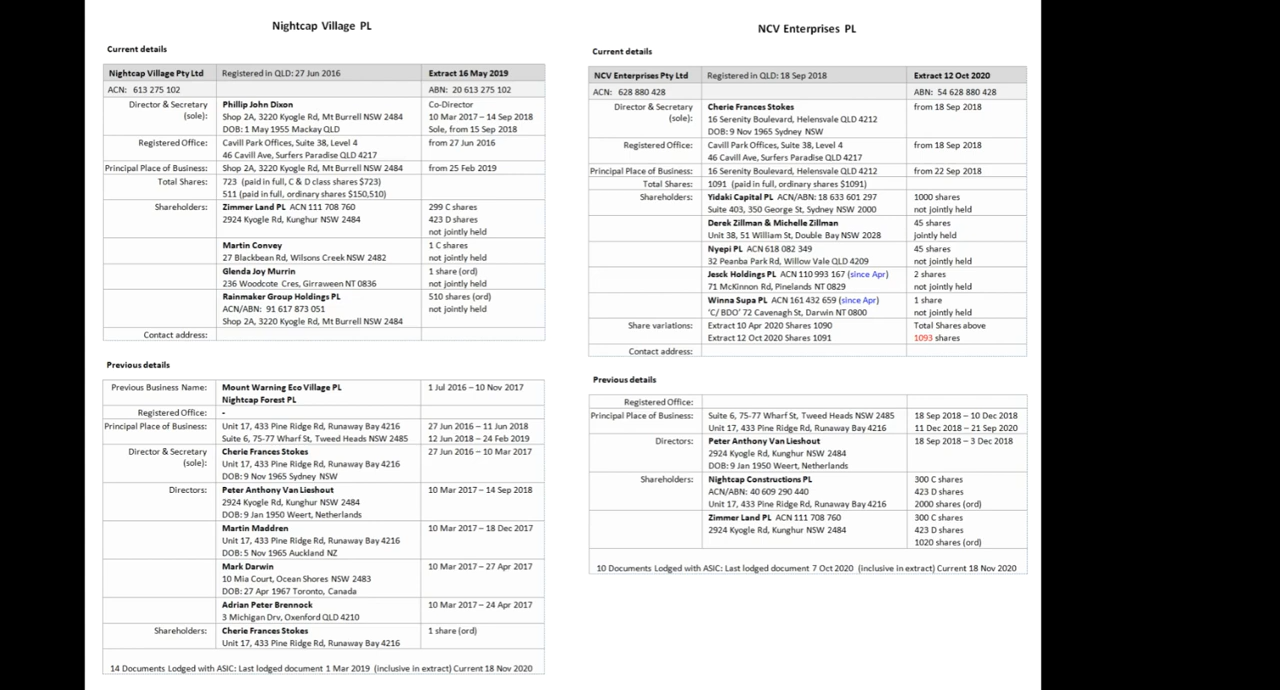 Nightcap Village PL
Current details
Nightcap Village Pty Ltd Registered in QLD: 27 Jun 2016 Extract 16 May 2019
ACN: 613 275 102 ABN: 20 613 275 102
Director & Secretary Phillip John Dixon Co-Director
(sole): Shop 2A, 3220 Kyogle Rd, Mt Burrell NSW 2484 10 Mar 2017 – 14 Sep 2018
DOB: 1 May 1955 Mackay QLD Sole, from 15 Sep 2018
Registered Office: Cavill Park Offices, Suite 38, Level 4 from 27 Jun 2016
46 Cavill Ave, Surfers Paradise QLD 4217
Principal Place of Business: Shop 2A, 3220 Kyogle Rd, Mt Burrell NSW 2484 from 25 Feb 2019
Total Shares: 723 (paid in full, C & D class shares $723)
511 (paid in full, ordinary shares $150,510)
Shareholders: Zimmer Land PL ACN 111 708 760 299 C shares
2924 Kyogle Rd, Kunghur NSW 2484 423 D shares
not jointly held
Martin Convey 1 C shares
27 Blackbean Rd, Wilsons Creek NSW 2482 not jointly held
Glenda Joy Murrin 1 share (ord)
236 Woodcote Cres, Girraween NT 0836 not jointly held
Rainmaker Group Holdings PL 510 shares (ord)
ACN/ABN: 91 617 873 051 not jointly held
Shop 2A, 3220 Kyogle Rd, Mt Burrell NSW 2484
Contact address:
Previous details
Previous Business Name: Mount Warning Eco Village PL 1 Jul 2016 – 10 Nov 2017
Nightcap Forest PL
Registered Office: -
Principal Place of Business: Unit 17, 433 Pine Ridge Rd, Runaway Bay 4216 27 Jun 2016 – 11 Jun 2018
Suite 6, 75-77 Wharf St, Tweed Heads NSW 2485 12 Jun 2018 – 24 Feb 2019
Director & Secretary Cherie Frances Stokes 27 Jun 2016 – 10 Mar 2017
(sole): Unit 17, 433 Pine Ridge Rd, Runaway Bay 4216
DOB: 9 Nov 1965 Sydney NSW
Directors: Peter Anthony Van Lieshout 10 Mar 2017 – 14 Sep 2018
2924 Kyogle Rd, Kunghur NSW 2484
DOB: 9 Jan 1950 Weert, Netherlands
Martin Maddren 10 Mar 2017 – 18 Dec 2017
Unit 17, 433 Pine Ridge Rd, Runaway Bay 4216
DOB: 5 Nov 1965 Auckland NZ
Mark Darwin 10 Mar 2017 – 27 Apr 2017
10 Mia Court, Ocean Shores NSW 2483
DOB: 27 Apr 1967 Toronto, Canada
Adrian Peter Brennock 10 Mar 2017 – 24 Apr 2017
3 Michigan Drv, Oxenford QLD 4210
Shareholders: Cherie Frances Stokes 1 share (ord)
Unit 17, 433 Pine Ridge Rd, Runaway Bay 4216
14 Documents Lodged with ASIC: Last lodged document 1 Mar 2019 (inclusive in extract) Current 18 Nov 2020
NCV Enterprises PL
Current details
NCV Enterprises Pty Ltd Registered in QLD: 18 Sep 2018 Extract 12 Oct 2020
ACN: 628 880 428 ABN: 54 628 880 428
Director & Secretary Cherie Frances Stokes from 18 Sep 2018
(sole): 16 Serenity Boulevard, Helensvale QLD 4212
DOB: 9 Nov 1965 Sydney NSW
Registered Office: Cavill Park Offices, Suite 38, Level 4 from 18 Sep 2018
46 Cavill Ave, Surfers Paradise QLD 4217
Principal Place of Business: 16 Serenity Boulevard, Helensvale QLD 4212 from 22 Sep 2018
Total Shares: 1091 (paid in full, ordinary shares $1091)
Shareholders: Yidaki Capital PL ACN/ABN: 18 633 601 297 1000 shares
Suite 403, 350 George St, Sydney NSW 2000 not jointly held
Derek Zillman & Michelle Zillman 45 shares
Unit 38, 51 William St, Double Bay NSW 2028 jointly held
Nyepi PL ACN 618 082 349 45 shares
32 Peanba Park Rd, Willow Vale QLD 4209 not jointly held
Jesck Holdings PL ACN 110 993 167 (since Apr) 2 shares
71 McKinnon Rd, Pinelands NT 0829 not jointly held
Winna Supa PL ACN 161 432 659 (since Apr) 1 share
'C/ BDO' 72 Cavenagh St, Darwin NT 0800 not jointly held
Share variations: Extract 10 Apr 2020 Shares 1090 Total Shares above
Extract 12 Oct 2020 Shares 1091 1093 shares
Contact address:
Previous details
Registered Office:
Principal Place of Business: Suite 6, 75-77 Wharf St, Tweed Heads NSW 2485 18 Sep 2018 – 10 Dec 2018
Unit 17, 433 Pine Ridge Rd, Runaway Bay 4216 11 Dec 2018 – 21 Sep 2020
Directors: Peter Anthony Van Lieshout 18 Sep 2018 – 3 Dec 2018
2924 Kyogle Rd, Kunghur NSW 2484
DOB: 9 Jan 1950 Weert, Netherlands
Shareholders: Nightcap Constructions PL 300 C shares
ACN/ABN: 40 609 290 440 423 D shares
Unit 17, 433 Pine Ridge Rd, Runaway Bay 4216 2000 shares (ord)
Zimmer Land PL ACN 111 708 760 300 C shares
2924 Kyogle Rd, Kunghur NSW 2484 423 D shares
1020 shares (ord)
10 Documents Lodged with ASIC: Last lodged document 7 Oct 2020 (inclusive in extract) Current 18 Nov 2020